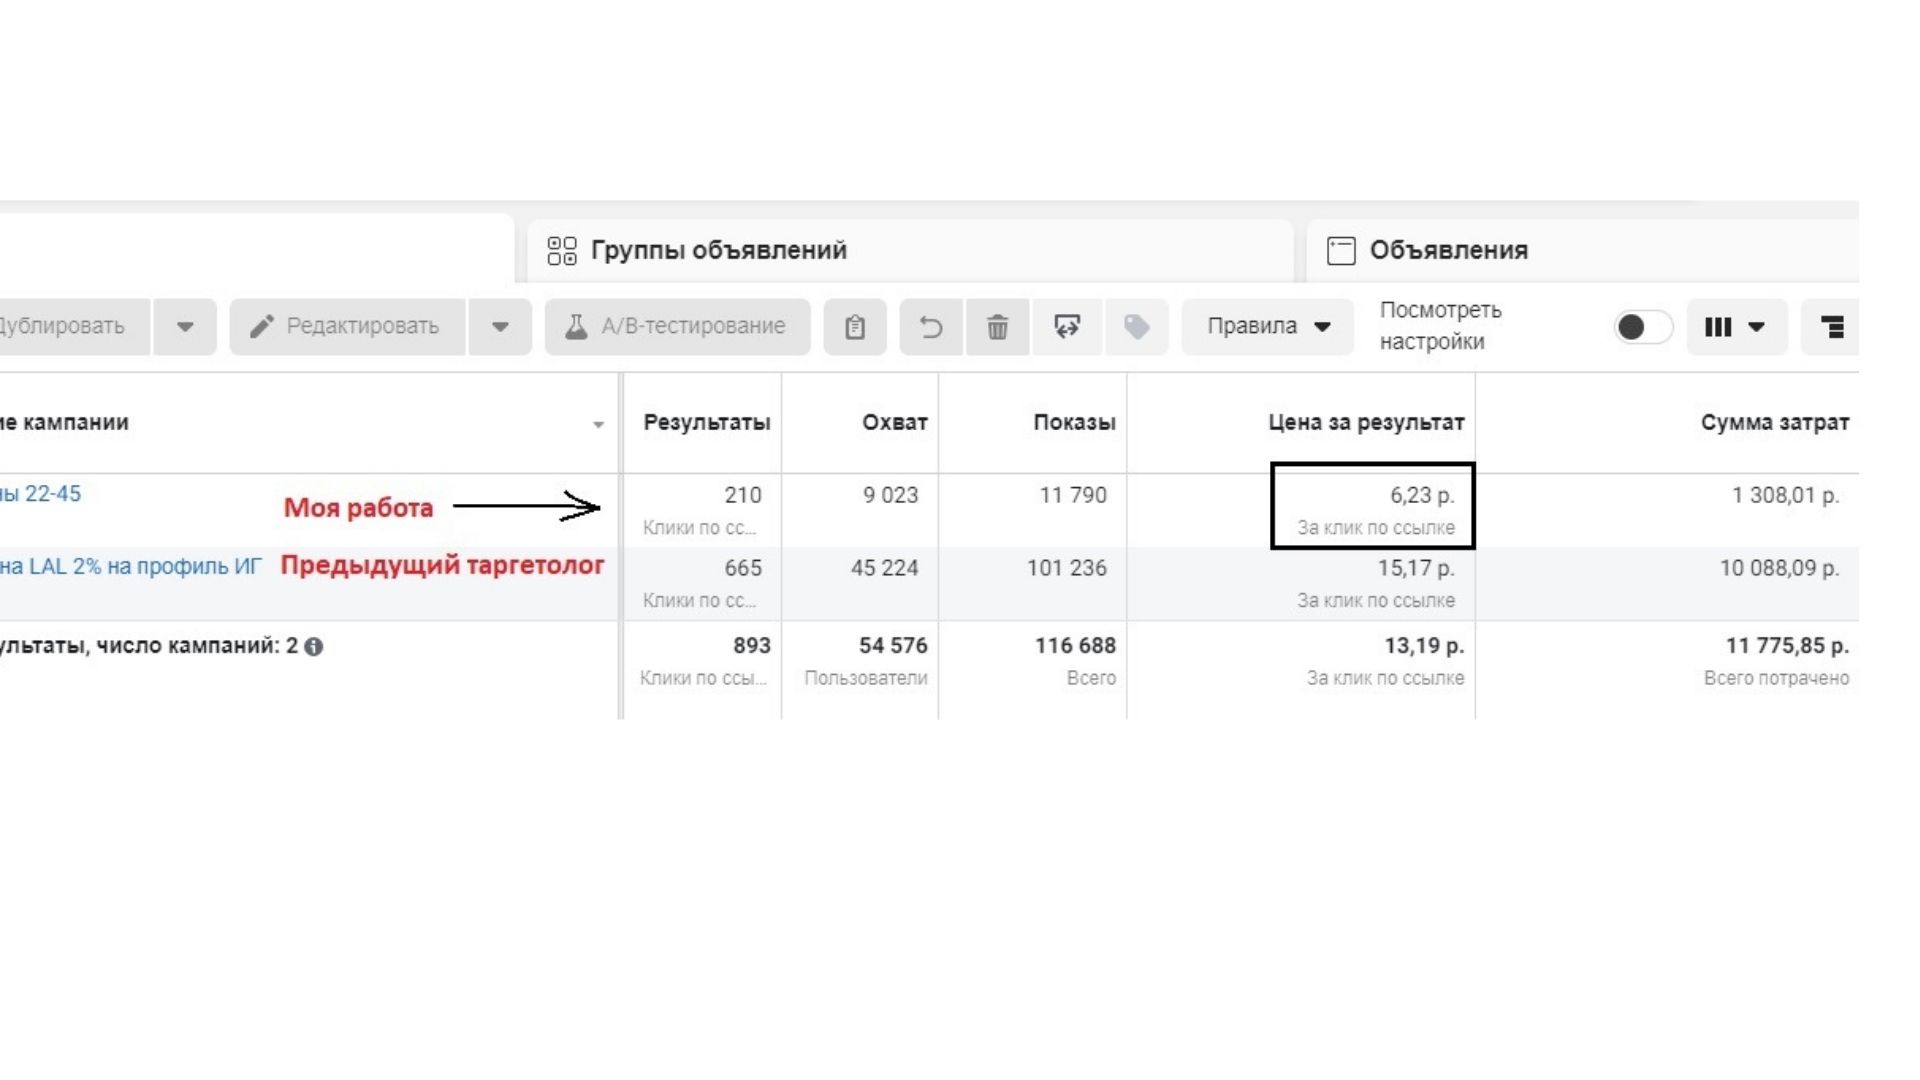 Группы объявлений
Объявления
Дублировать
Редактировать
A/B-тестирование
Правила
Посмотреть
настройки
ие кампании
Результаты
Охват
Показы
Цена за результат
Сумма затрат
ны 22-45
Моя работа
210
9 023
11 790
6,23 р.
1 308,01 р.
Клики по сс...
За клик по ссылке
на LAL 2% на профиль ИГ
Предыдущий таргетолог
665
45 224
101 236
15,17 р.
10 088,09 р.
Клики по сс...
За клик по ссылке
ультаты, число кампаний: 2
893
54 576
116 688
13,19 р.
11 775,85 р.
Клики по ссы...
Пользователи
Всего
За клик по ссылке
Всего потрачено